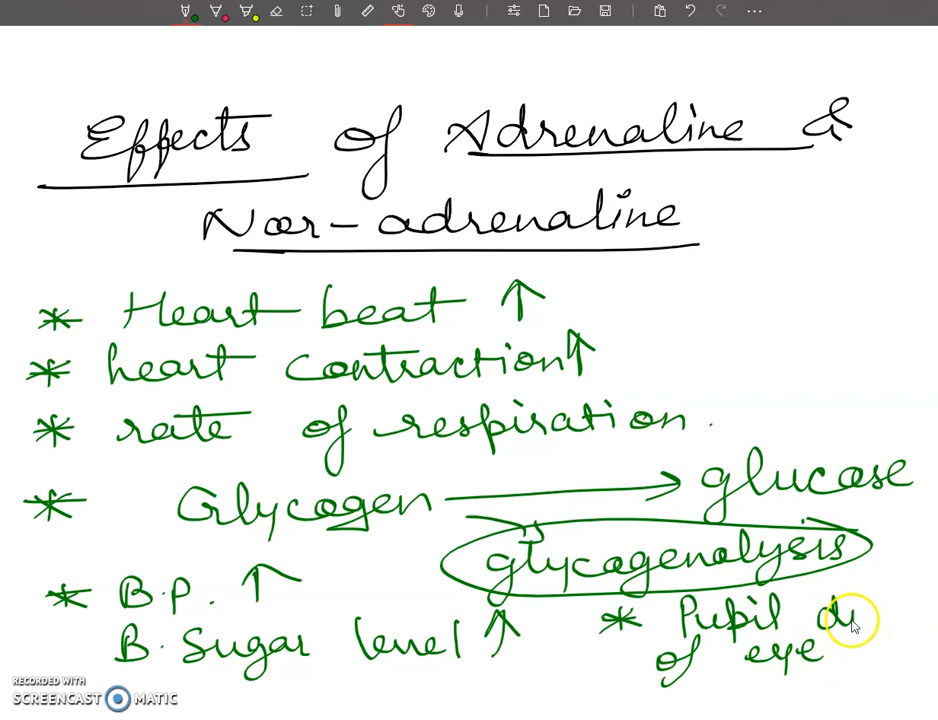 Effects of Adrenaline &
Nor-adrenaline
* Heart beat ↑
* heart contraction ↑
* rate of respiration.
* Glycogen → glucose
glycogenolysis
* B.P. ↑
B. Sugar level ↑
* Pupil di
of eye
RECORDED WITH
SCREENCAST MATIC